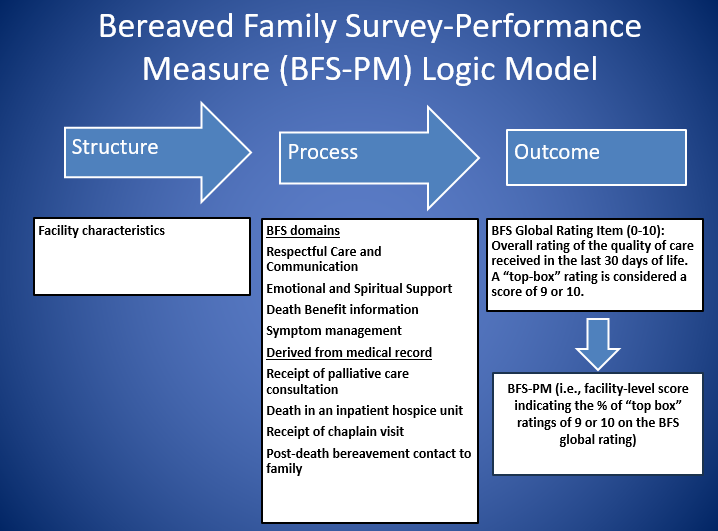 Bereaved Family Survey-Performance
Measure (BFS-PM) Logic Model
Structure
Process
Outcome
Facility characteristics
BFS domains
Respectful Care and
Communication
Emotional and Spiritual Support
Death Benefit information
Symptom management
Derived from medical record
Receipt of palliative care
consultation
Death in an inpatient hospice unit
Receipt of chaplain visit
Post-death bereavement contact to
family
BFS Global Rating Item (0-10):
Overall rating of the quality of care
received in the last 30 days of life.
A “top-box” rating is considered a
score of 9 or 10.
BFS-PM (i.e., facility-level score
indicating the % of “top box”
ratings of 9 or 10 on the BFS
global rating)